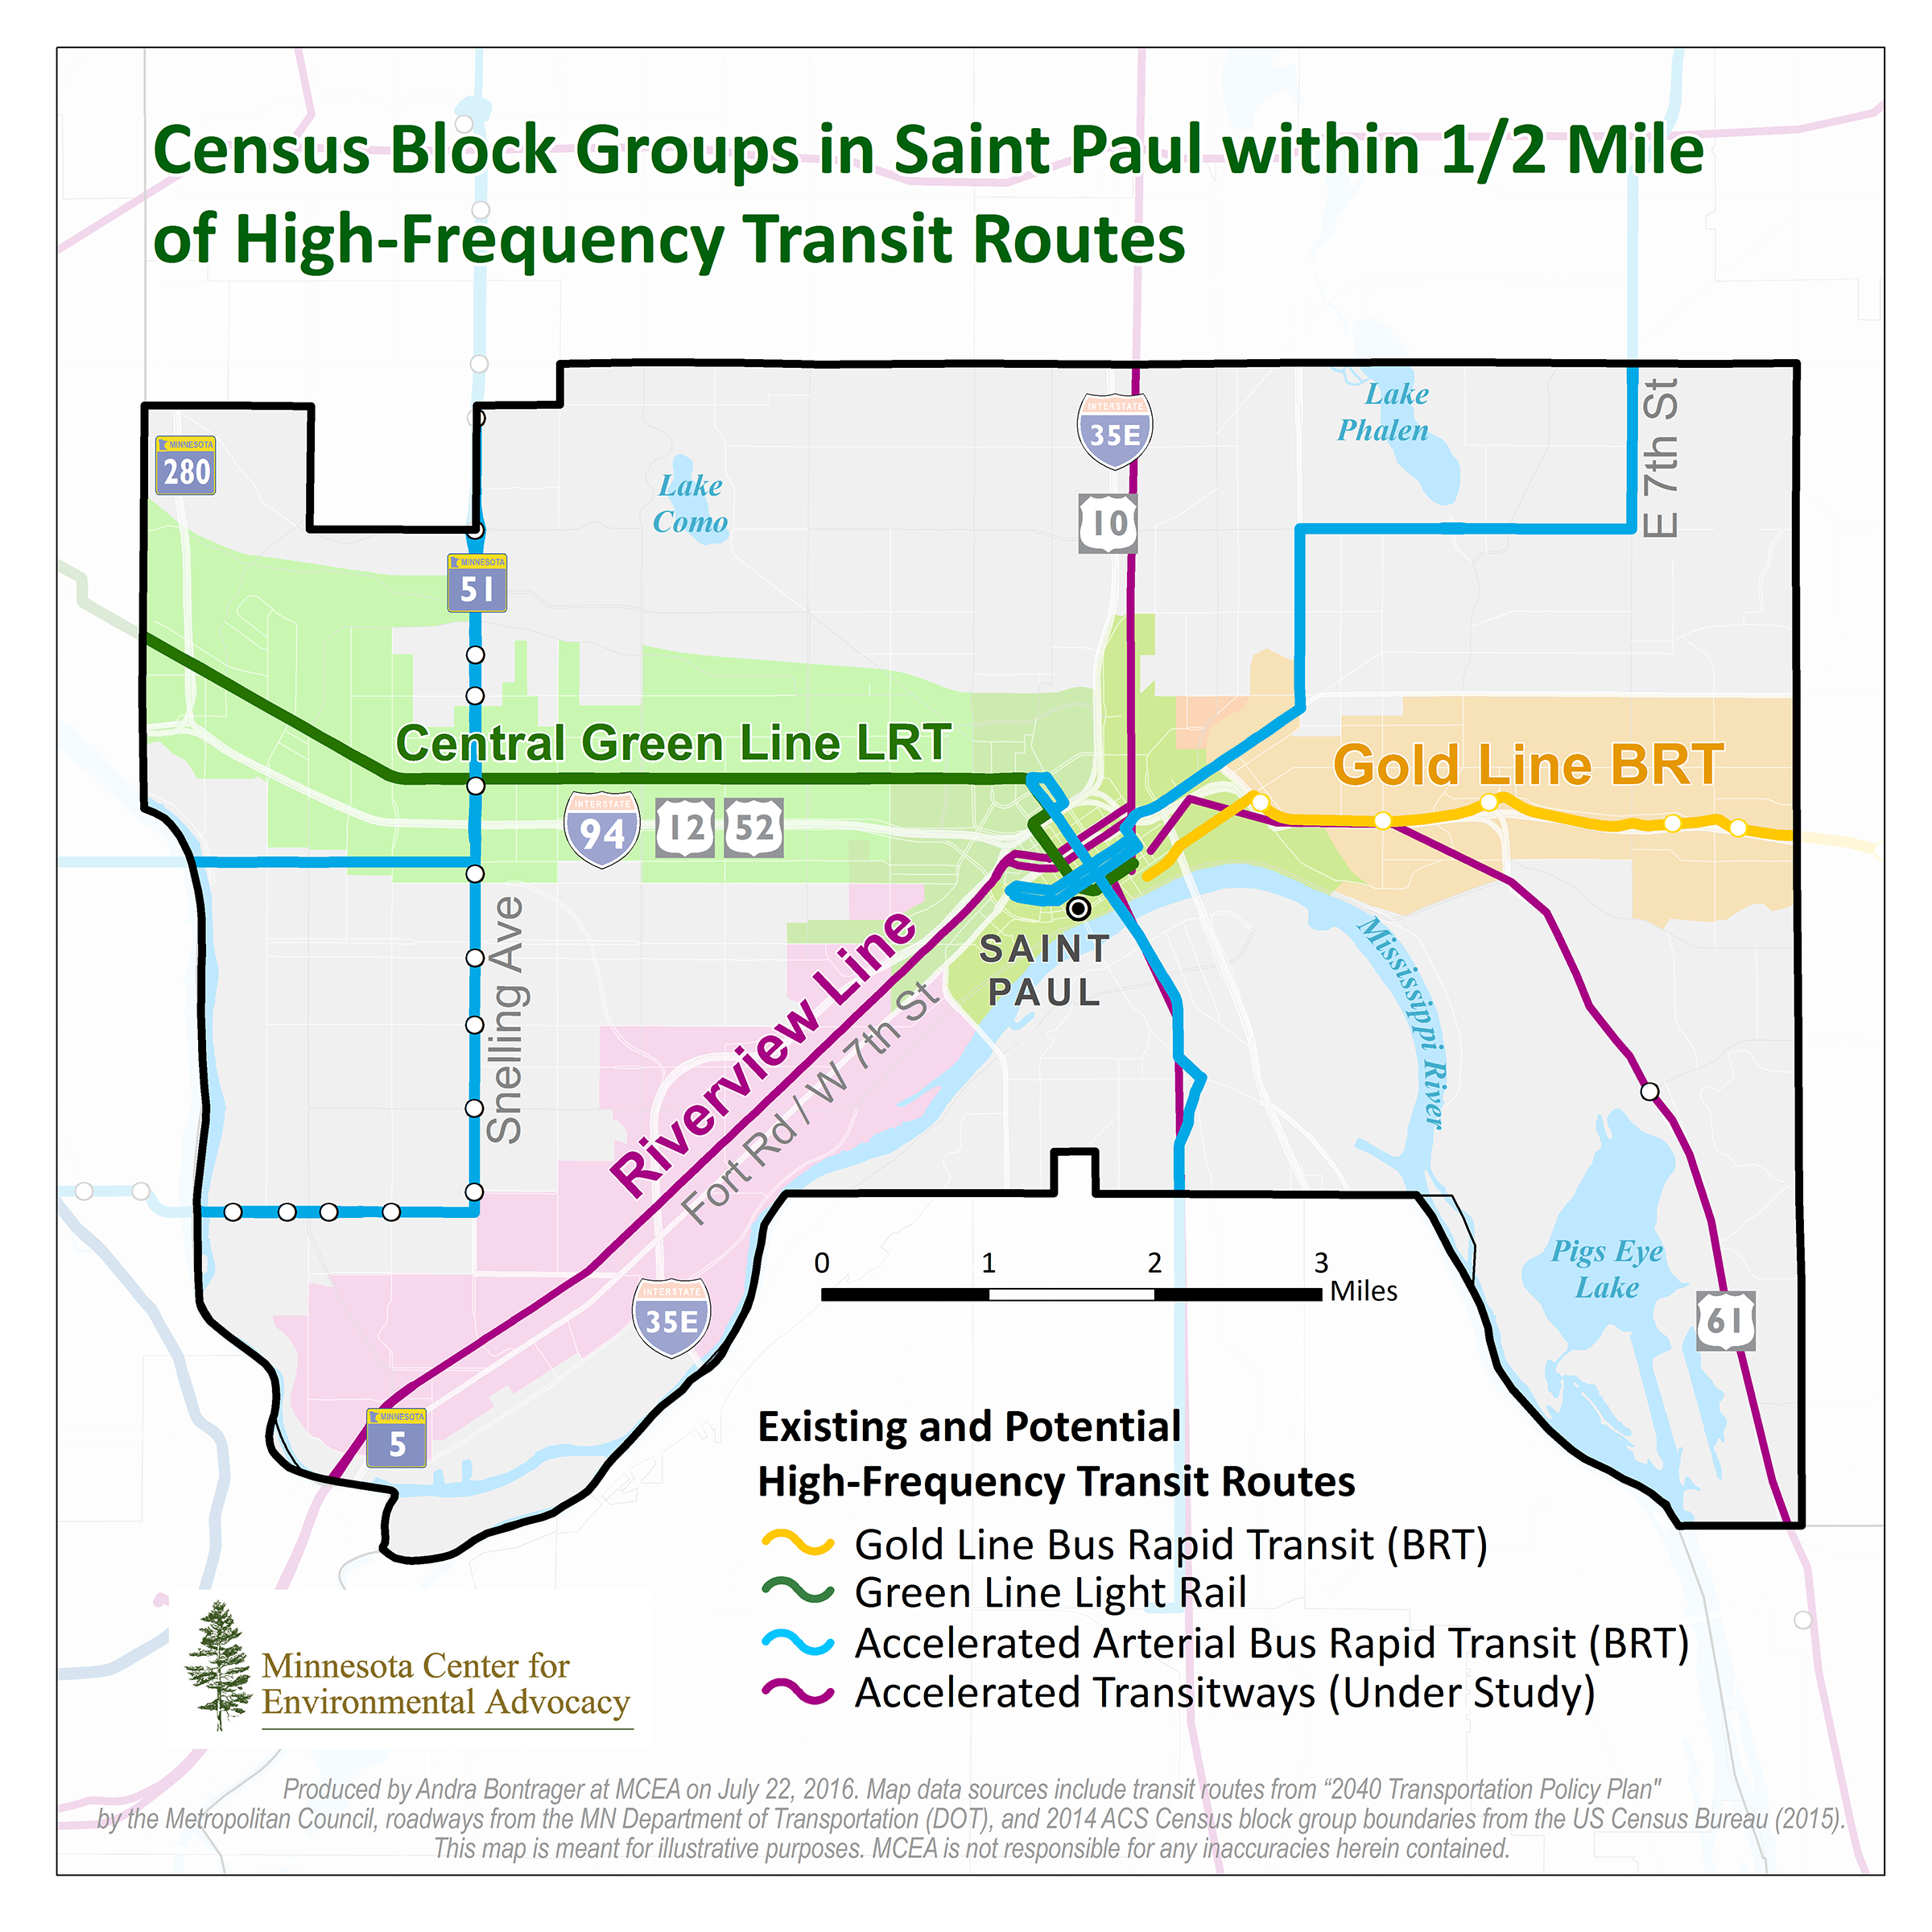 Census Block Groups in Saint Paul within 1/2 Mile
of High-Frequency Transit Routes
INTERSTATE
35E
Lake
Phalen
E 7th St
MINNESOTA
280
Lake
Como
10
MINNESOTA
51
Central Green Line LRT
Gold Line BRT
INTERSTATE
94
12
52
Snelling Ave
Riverview Line
Fort Rd / W 7th St
SAINT
PAUL
Mississippi River
Pigs Eye
Lake
0 1 2 3
Miles
INTERSTATE
35E
61
MINNESOTA
5
Existing and Potential
High-Frequency Transit Routes
Gold Line Bus Rapid Transit (BRT)
Green Line Light Rail
Accelerated Arterial Bus Rapid Transit (BRT)
Accelerated Transitways (Under Study)
Minnesota Center for
Environmental Advocacy
Produced by Andra Bontrager at MCEA on July 22, 2016. Map data sources include transit routes from “2040 Transportation Policy Plan"
by the Metropolitan Council, roadways from the MN Department of Transportation (DOT), and 2014 ACS Census block group boundaries from the US Census Bureau (2015).
This map is meant for illustrative purposes. MCEA is not responsible for any inaccuracies herein contained.